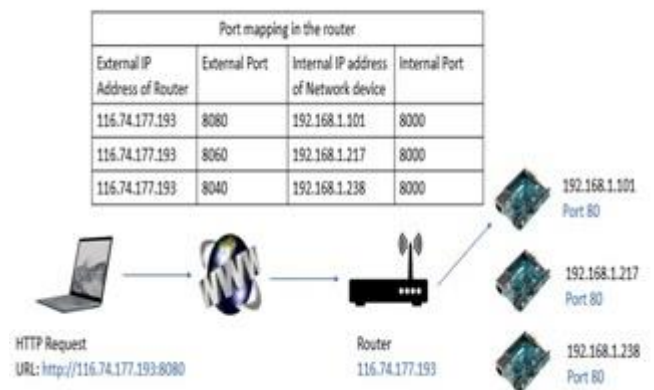 Port mapping in the router
External IP Address of Router
External Port
Internal IP address of Network device
Internal Port
116.74.177.193 8080 192.168.1.101 8000
116.74.177.193 8060 192.168.1.217 8000
116.74.177.193 8040 192.168.1.238 8000
192.168.1.101
Port 80
WWW
192.168.1.217
Port 80
HTTP Request
URL: http://116.74.177.193:8080
Router
116.74.177.193
192.168.1.238
Port 80